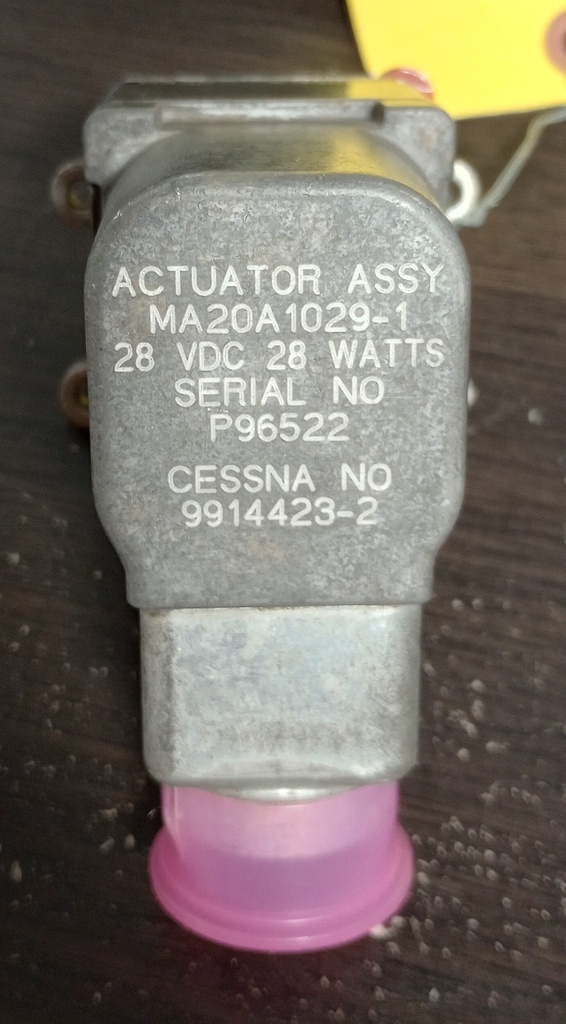 ACTUATOR ASSY
MA20A1029-1
28 VDC 28 WATTS
SERIAL NO
P96522
CESSNA NO
9914423-2